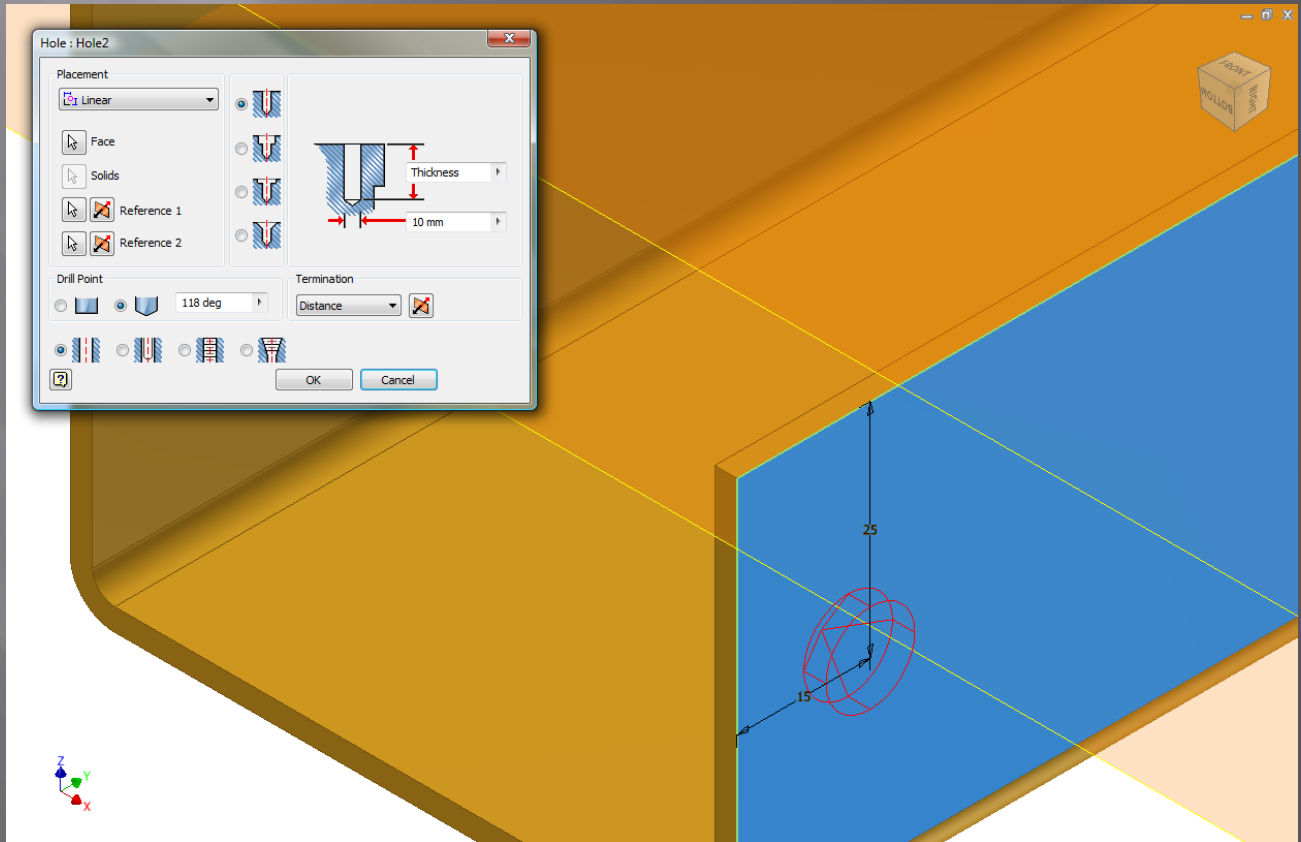 Hole : Hole2
Placement
Linear
Face
Solids
Reference 1
Reference 2
Thickness
10 mm
Drill Point
118 deg
Termination
Distance
OK
Cancel
FRONT
BOTTOM
RIGHT
25
15
Z
Y
X